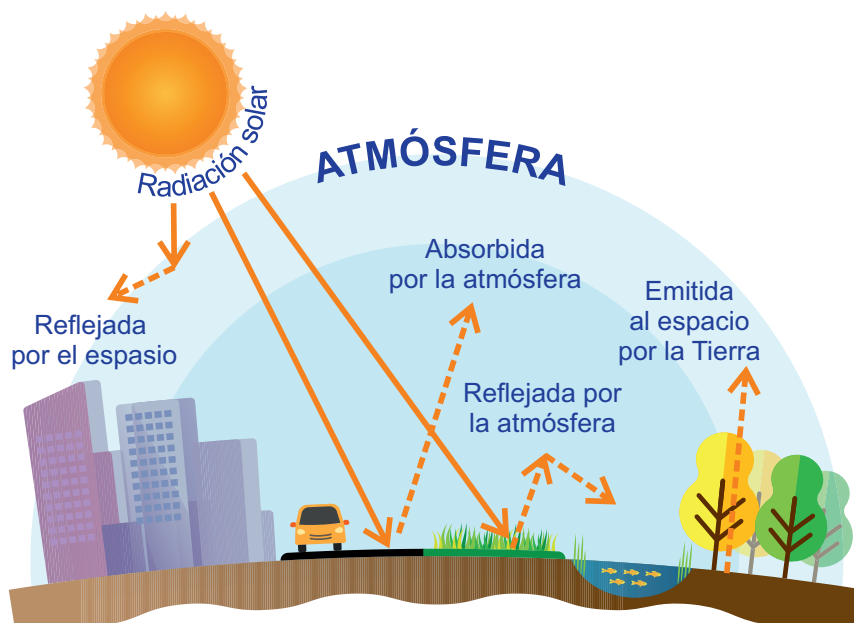 Radiación solar
ATMÓSFERA
Reflejada
por el espasio
Absorbida
por la atmósfera
Emitida
al espacio
por la Tierra
Reflejada por
la atmósfera